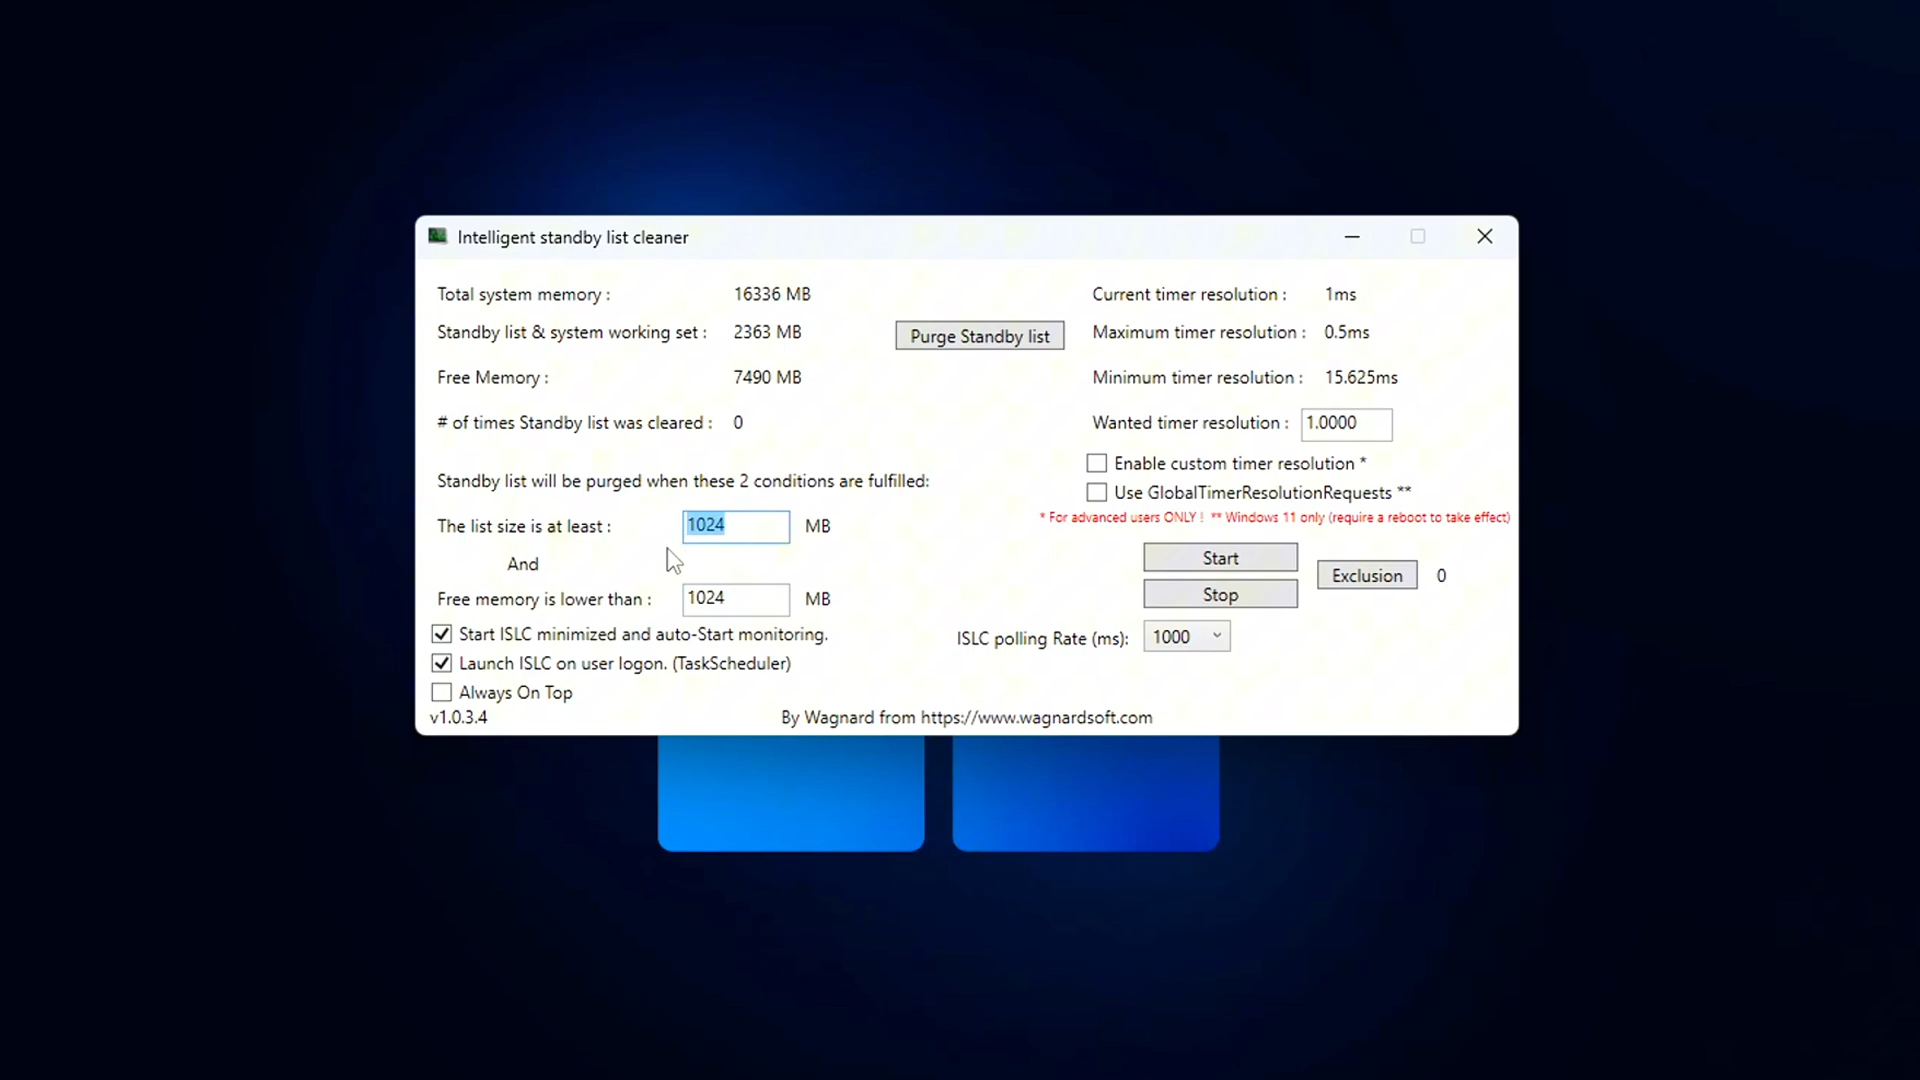 Intelligent standby list cleaner
Total system memory : 16336 MB
Standby list & system working set : 2363 MB
Purge Standby list
Free Memory : 7490 MB
# of times Standby list was cleared : 0
Standby list will be purged when these 2 conditions are fulfilled:
The list size is at least : 1024 MB
And
Free memory is lower than : 1024 MB
Start ISLC minimized and auto-Start monitoring.
Launch ISLC on user logon. (TaskScheduler)
Always On Top
v1.0.3.4
Current timer resolution : 1ms
Maximum timer resolution : 0.5ms
Minimum timer resolution : 15.625ms
Wanted timer resolution : 1.0000
Enable custom timer resolution *
Use GlobalTimerResolutionRequests **
* For advanced users ONLY ! ** Windows 11 only (require a reboot to take effect)
Start
Stop
Exclusion 0
ISLC polling Rate (ms): 1000
By Wagnard from https://www.wagnardsoft.com